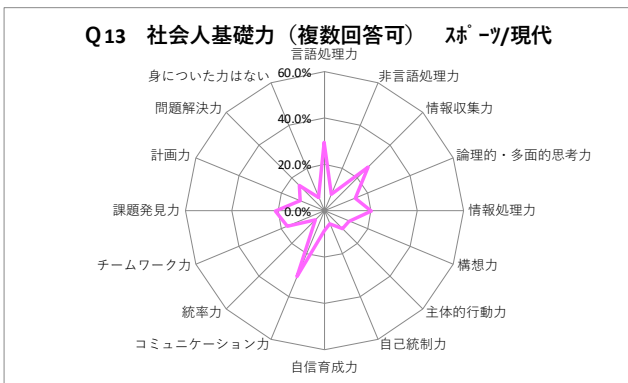 Q13 社会人基礎力（複数回答可） ｽﾎﾟｰﾂ/現代
言語処理力
非言語処理力
情報収集力
論理的・多面的思考力
情報処理力
構想力
主体的行動力
自己統制力
自信育成力
コミュニケーション力
統率力
チームワーク力
課題発見力
計画力
問題解決力
身についた力はない
60.0%
40.0%
20.0%
0.0%